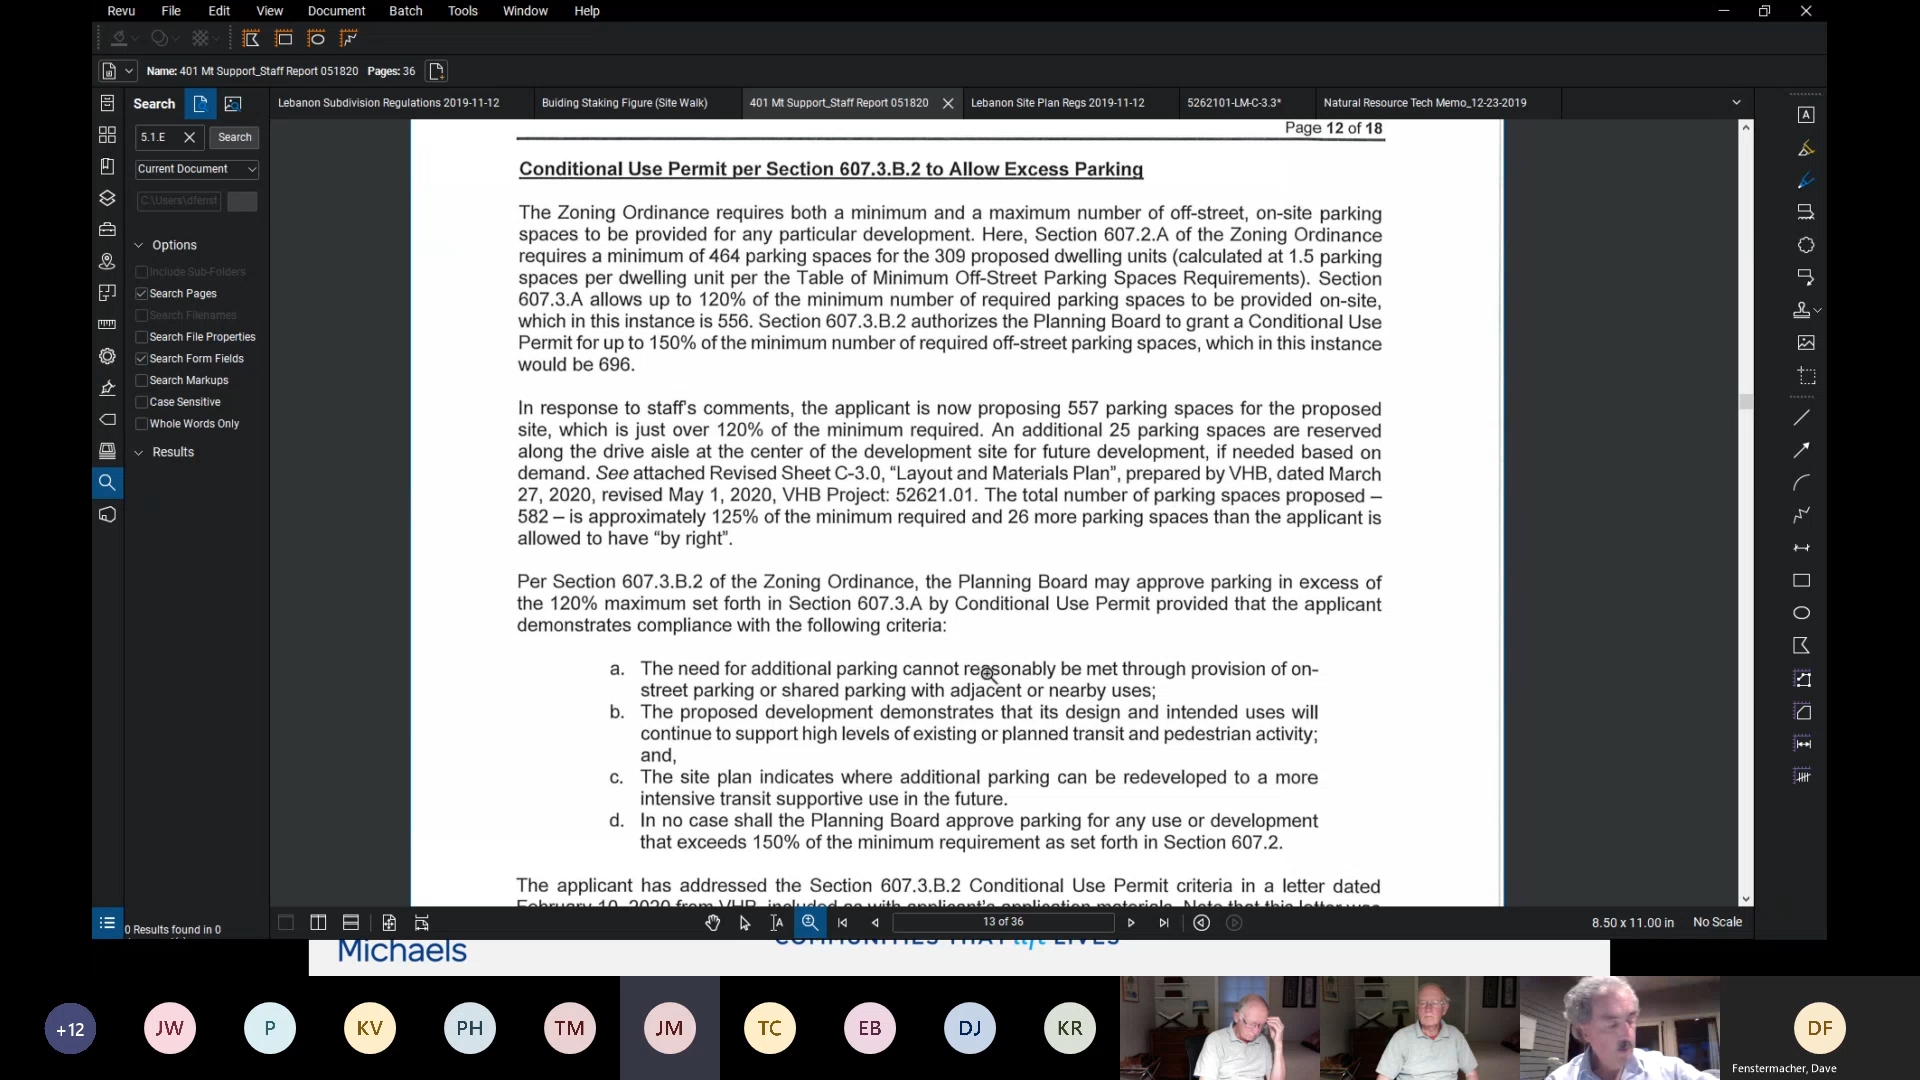 Revu File Edit View Document Batch Tools Window Help
Name: 401 Mt Support_Staff Report 051820 Pages: 36
Search
Lebanon Subdivision Regulations 2019-11-12
Buiding Staking Figure (Site Walk)
401 Mt Support_Staff Report 051820
Lebanon Site Plan Regs 2019-11-12
5262101-LM-C-3.3*
Natural Resource Tech Memo_12-23-2019
5.1.E
Search
Current Document
C:\Users\dfenst
Options
Include Sub-Folders
Search Pages
Search Filenames
Search File Properties
Search Form Fields
Search Markups
Case Sensitive
Whole Words Only
Results
0 Results found in 0
Page 12 of 18
Conditional Use Permit per Section 607.3.B.2 to Allow Excess Parking
The Zoning Ordinance requires both a minimum and a maximum number of off-street, on-site parking
spaces to be provided for any particular development. Here, Section 607.2.A of the Zoning Ordinance
requires a minimum of 464 parking spaces for the 309 proposed dwelling units (calculated at 1.5 parking
spaces per dwelling unit per the Table of Minimum Off-Street Parking Spaces Requirements). Section
607.3.A allows up to 120% of the minimum number of required parking spaces to be provided on-site,
which in this instance is 556. Section 607.3.B.2 authorizes the Planning Board to grant a Conditional Use
Permit for up to 150% of the minimum number of required off-street parking spaces, which in this instance
would be 696.
In response to staff's comments, the applicant is now proposing 557 parking spaces for the proposed
site, which is just over 120% of the minimum required. An additional 25 parking spaces are reserved
along the drive aisle at the center of the development site for future development, if needed based on
demand. See attached Revised Sheet C-3.0, “Layout and Materials Plan”, prepared by VHB, dated March
27, 2020, revised May 1, 2020, VHB Project: 52621.01. The total number of parking spaces proposed –
582 – is approximately 125% of the minimum required and 26 more parking spaces than the applicant is
allowed to have “by right”.
Per Section 607.3.B.2 of the Zoning Ordinance, the Planning Board may approve parking in excess of
the 120% maximum set forth in Section 607.3.A by Conditional Use Permit provided that the applicant
demonstrates compliance with the following criteria:
a. The need for additional parking cannot reasonably be met through provision of on-
street parking or shared parking with adjacent or nearby uses;
b. The proposed development demonstrates that its design and intended uses will
continue to support high levels of existing or planned transit and pedestrian activity;
and,
c. The site plan indicates where additional parking can be redeveloped to a more
intensive transit supportive use in the future.
d. In no case shall the Planning Board approve parking for any use or development
that exceeds 150% of the minimum requirement as set forth in Section 607.2.
The applicant has addressed the Section 607.3.B.2 Conditional Use Permit criteria in a letter dated
February 10, 2020 from VHB, included as with applicant's application materials. Note that this letter was
13 of 36
8.50 x 11.00 in No Scale
Michaels
COMMUNITIES THAT lift LIVES
+12 JW P KV PH TM JM TC EB DJ KR DF
Fenstermacher, Dave